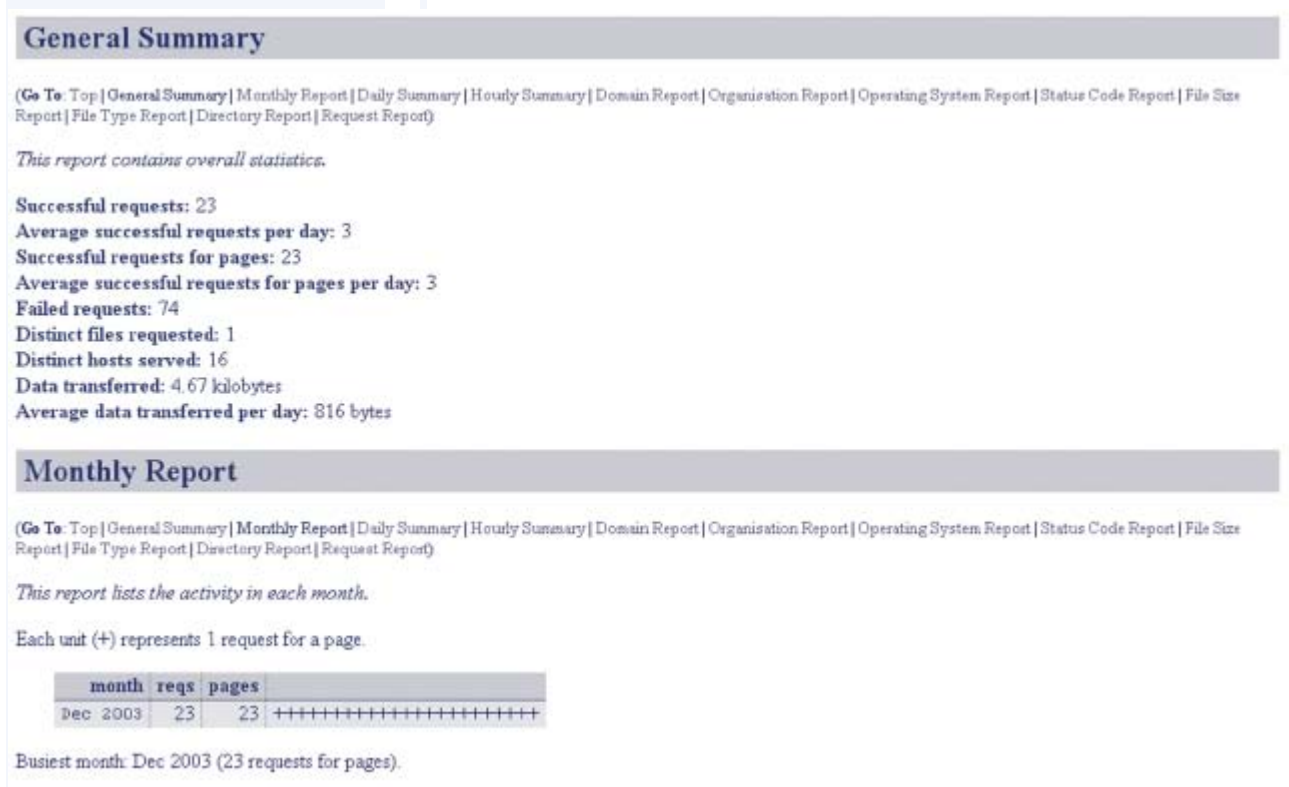 General Summary
(Go To: Top | General Summary | Monthly Report | Daily Summary | Hourly Summary | Domain Report | Organisation Report | Operating System Report | Status Code Report | File Size
Report | File Type Report | Directory Report | Request Report)
This report contains overall statistics.
Successful requests: 23
Average successful requests per day: 3
Successful requests for pages: 23
Average successful requests for pages per day: 3
Failed requests: 74
Distinct files requested: 1
Distinct hosts served: 16
Data transferred: 4.67 kilobytes
Average data transferred per day: 816 bytes
Monthly Report
(Go To: Top | General Summary | Monthly Report | Daily Summary | Hourly Summary | Domain Report | Organisation Report | Operating System Report | Status Code Report | File Size
Report | File Type Report | Directory Report | Request Report)
This report lists the activity in each month.
Each unit (+) represents 1 request for a page.
month reqs pages
Dec 2003 23 23 +++++++++++++++++++++++
Busiest month: Dec 2003 (23 requests for pages).